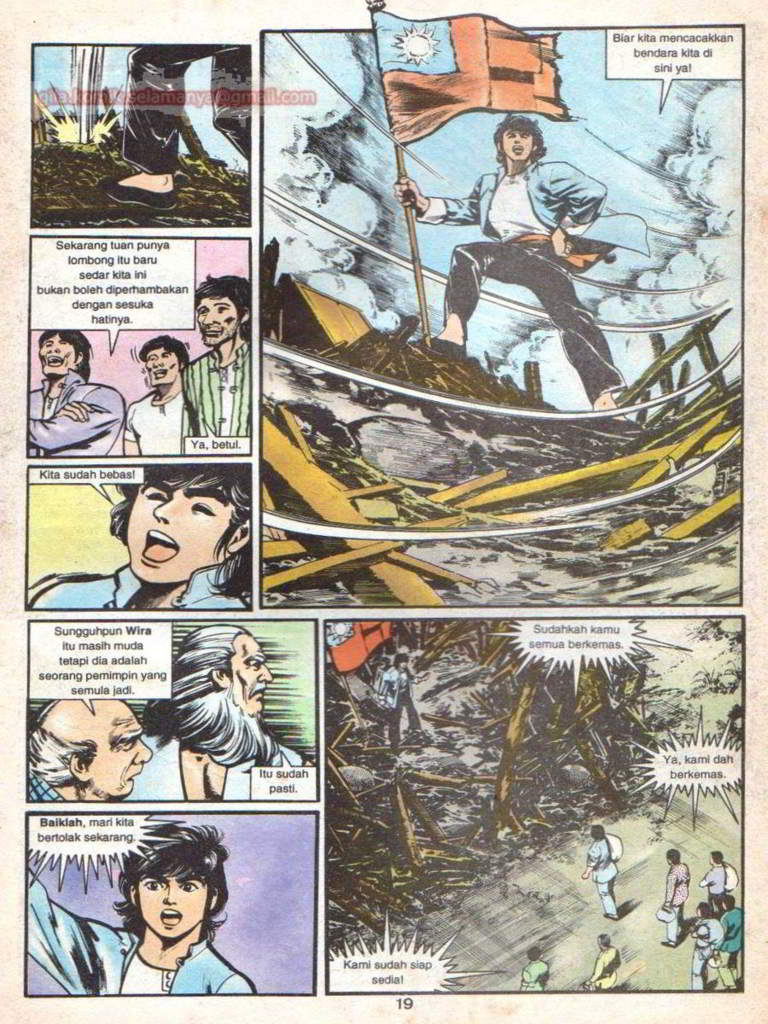 Biar kita mencacakkan
bendara kita di
sini ya!
Sekarang tuan punya
lombong itu baru
sedar kita ini
bukan boleh diperhambakan
dengan sesuka
hatinya.
Ya, betul.
Kita sudah bebas!
Sungguhpun Wira
itu masih muda
tetapi dia adalah
seorang pemimpin yang
semula jadi.
Itu sudah
pasti.
Sudahkah kamu
semua berkemas.
Ya, kami dah
berkemas.
Kami sudah siap
sedia!
Baiklah, mari kita
bertolak sekarang.
19